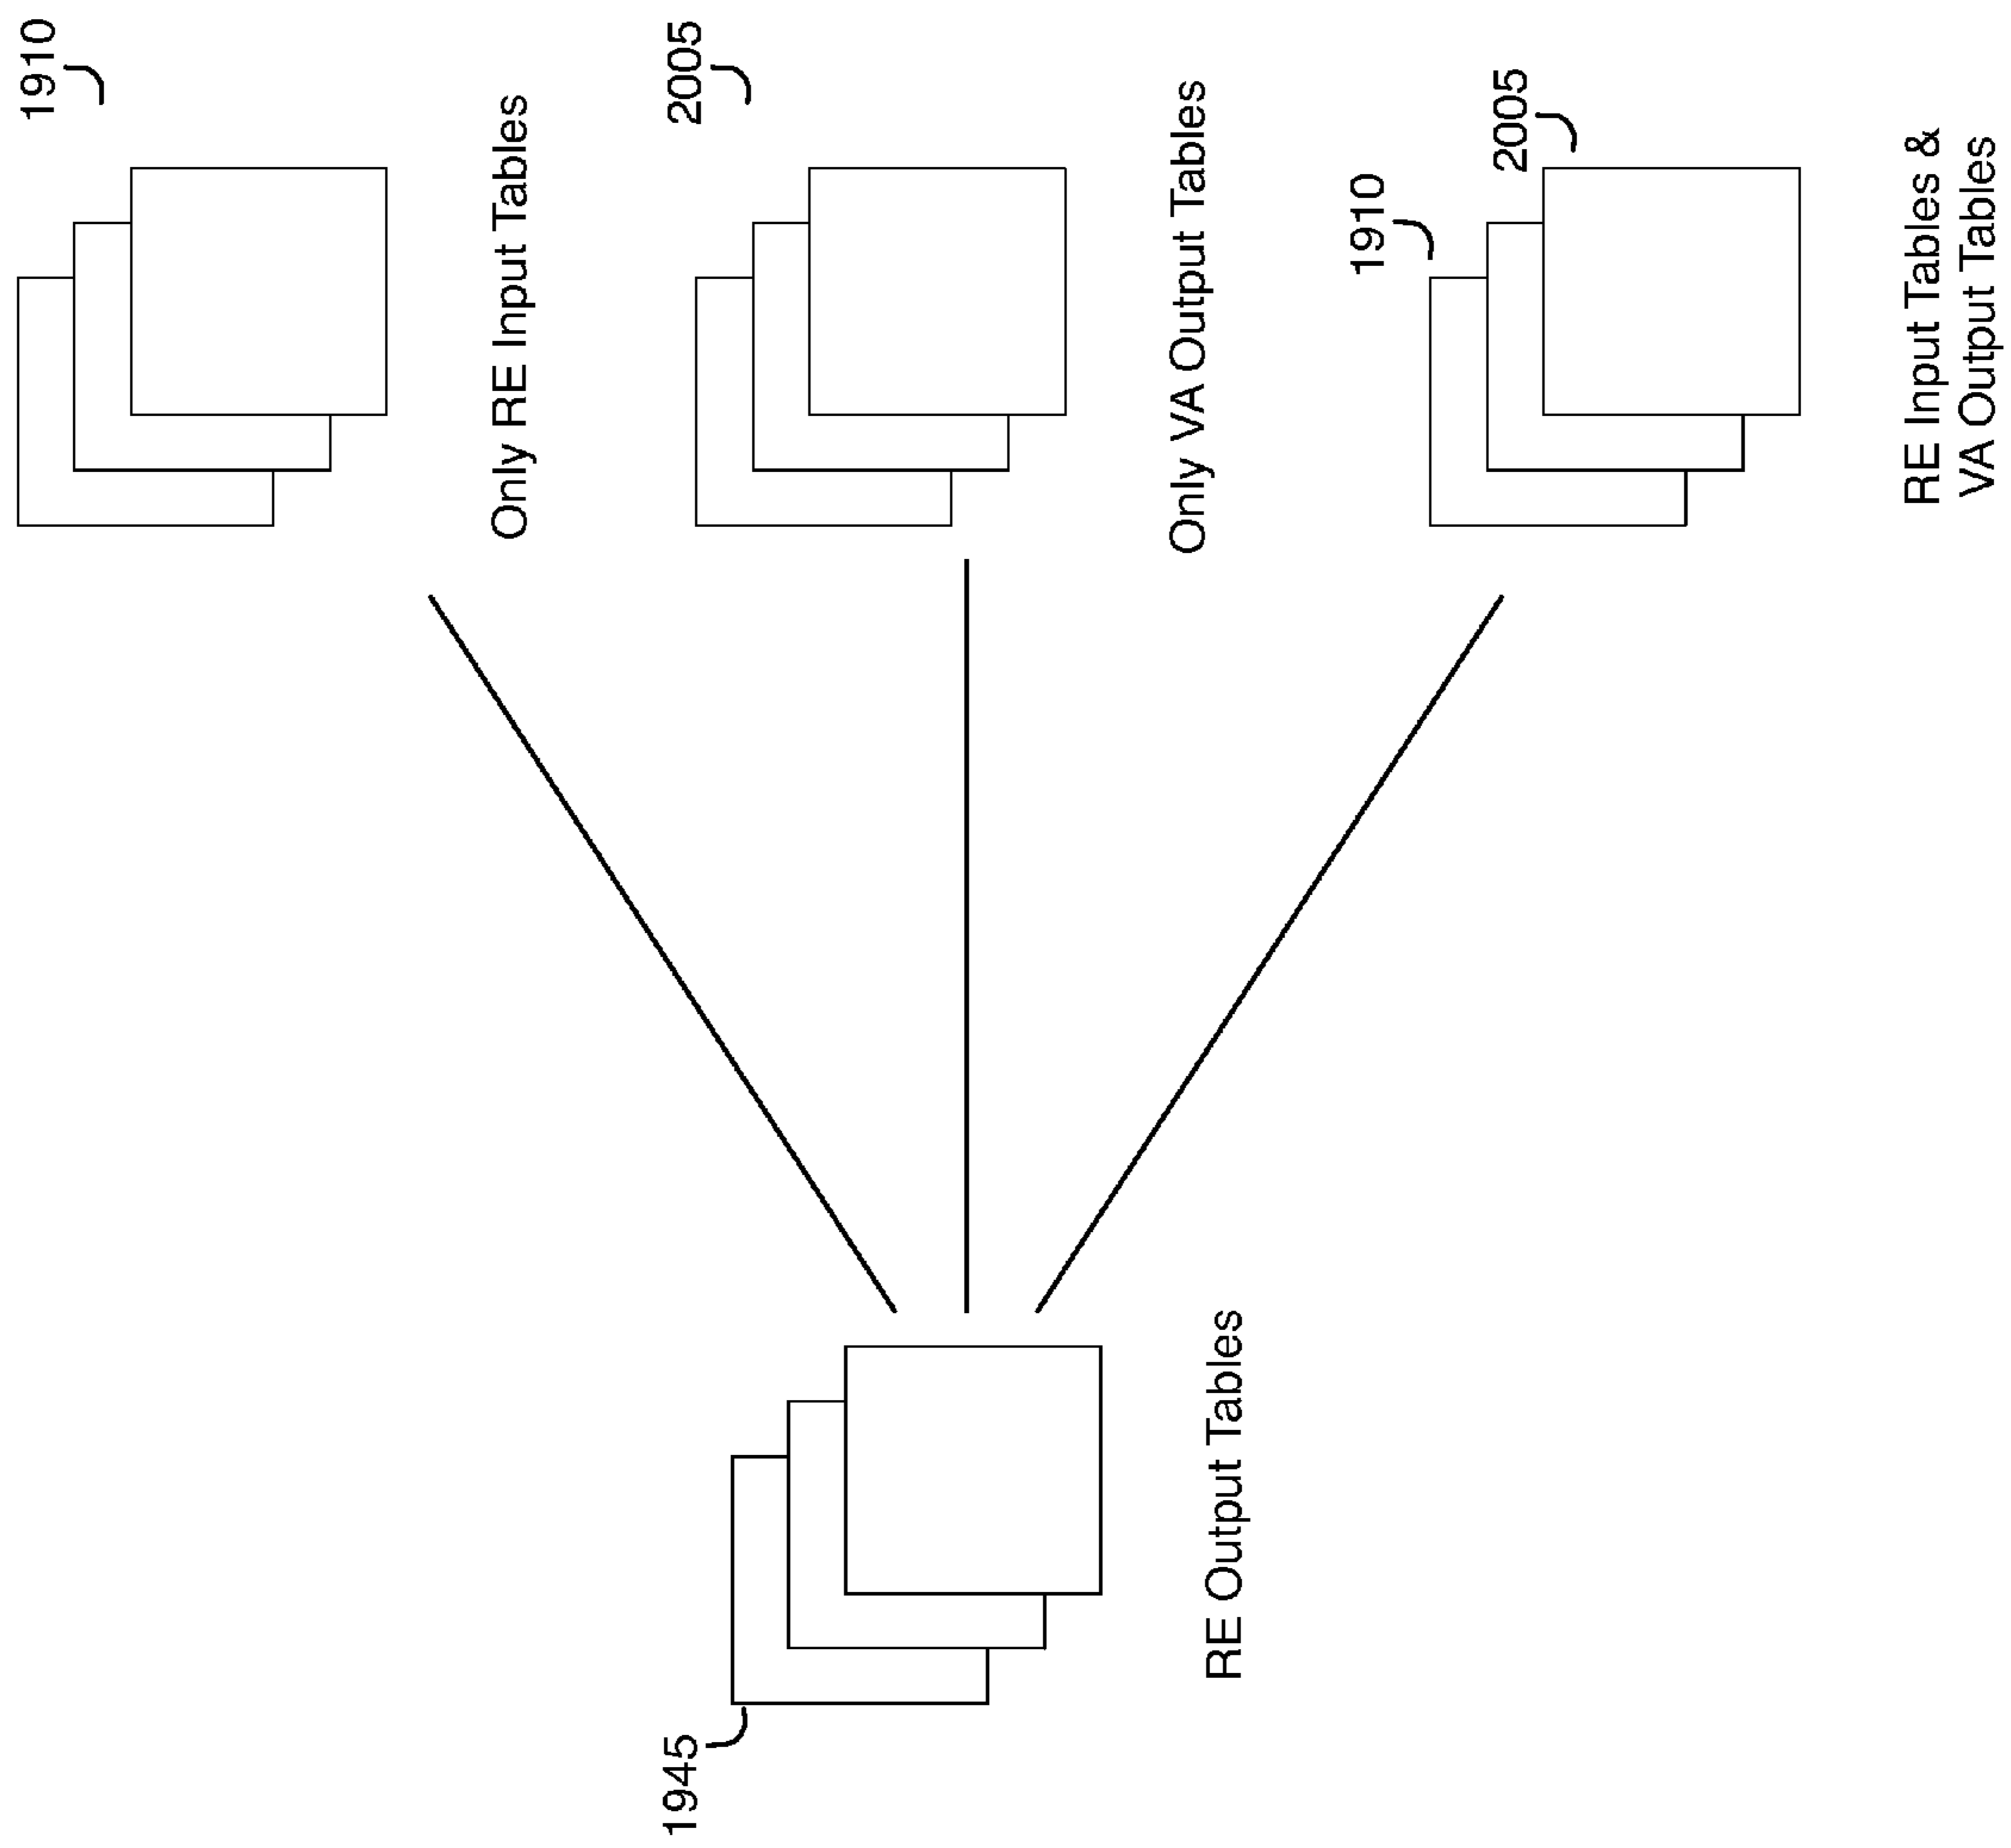 1945
RE Output Tables
1910
Only RE Input Tables
2005
Only VA Output Tables
1910
2005
RE Input Tables &
VA Output Tables